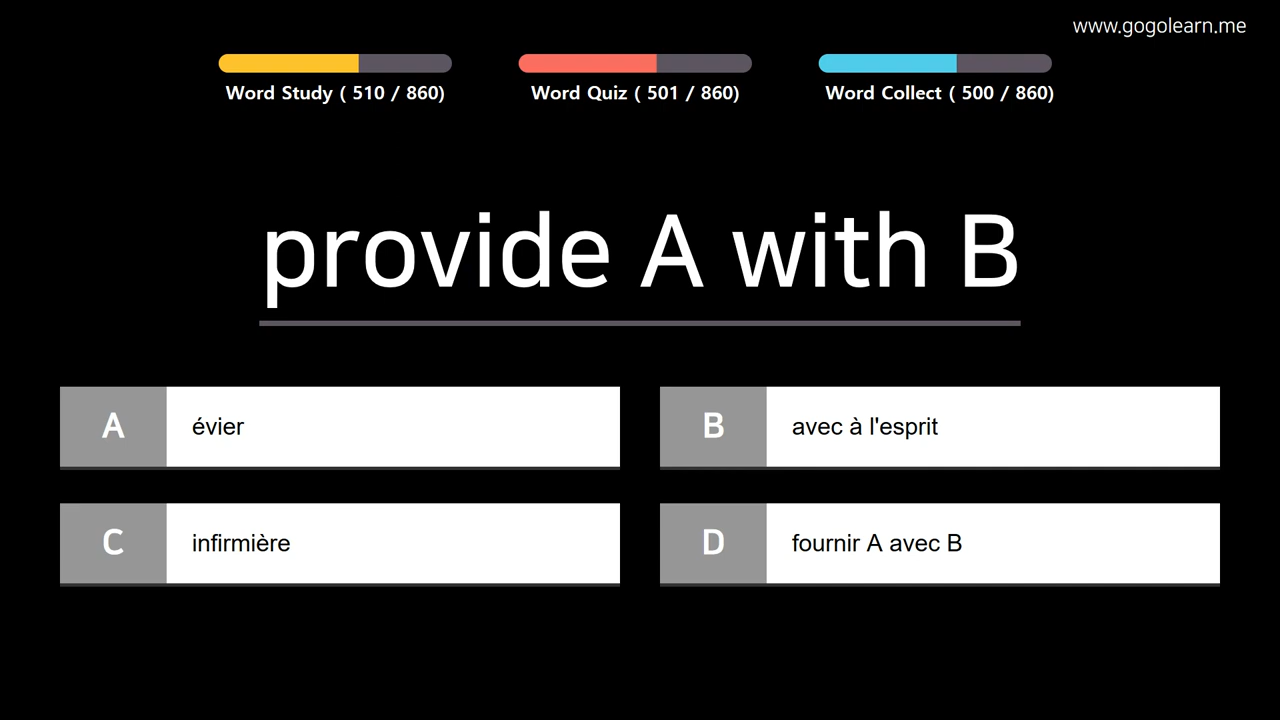 www.gogolearn.me
Word Study ( 510 / 860)
Word Quiz ( 501 / 860)
Word Collect ( 500 / 860)
provide A with B
A
évier
B
avec à l'esprit
C
infirmière
D
fournir A avec B